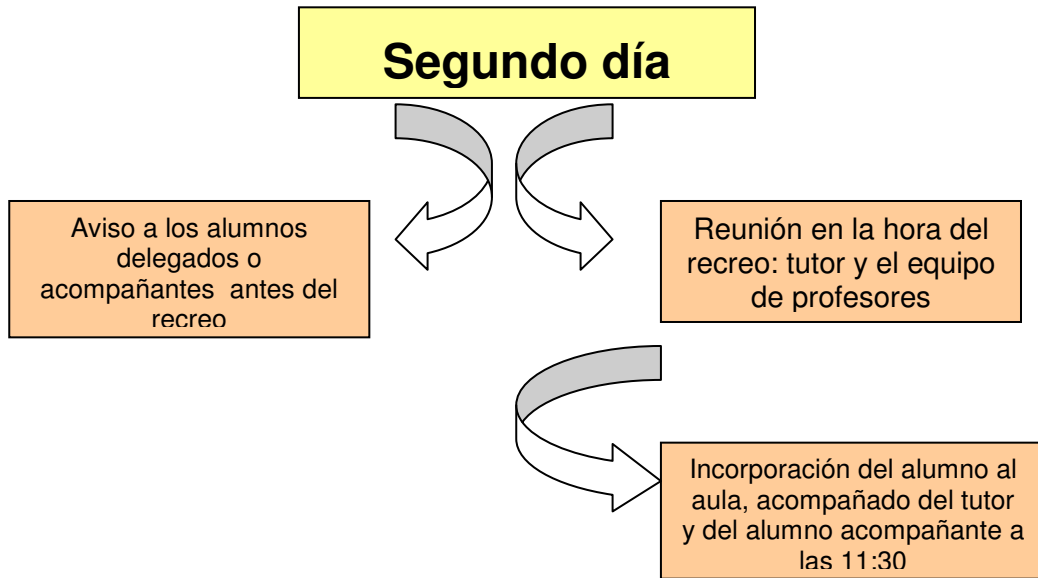 Segundo día
Aviso a los alumnos
delegados o
acompañantes antes del
recreo
Reunión en la hora del
recreo: tutor y el equipo
de profesores
Incorporación del alumno al
aula, acompañado del tutor
y del alumno acompañante a
las 11:30